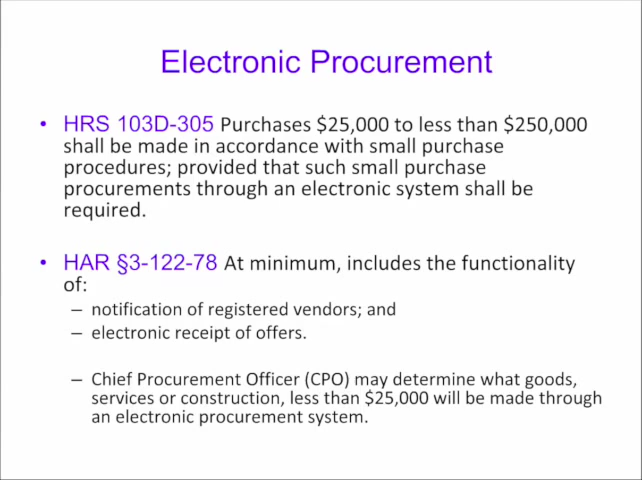 Electronic Procurement
• HRS 103D-305 Purchases $25,000 to less than $250,000
shall be made in accordance with small purchase
procedures; provided that such small purchase
procurements through an electronic system shall be
required.
• HAR §3-122-78 At minimum, includes the functionality
of:
– notification of registered vendors; and
– electronic receipt of offers.
– Chief Procurement Officer (CPO) may determine what goods,
services or construction, less than $25,000 will be made through
an electronic procurement system.